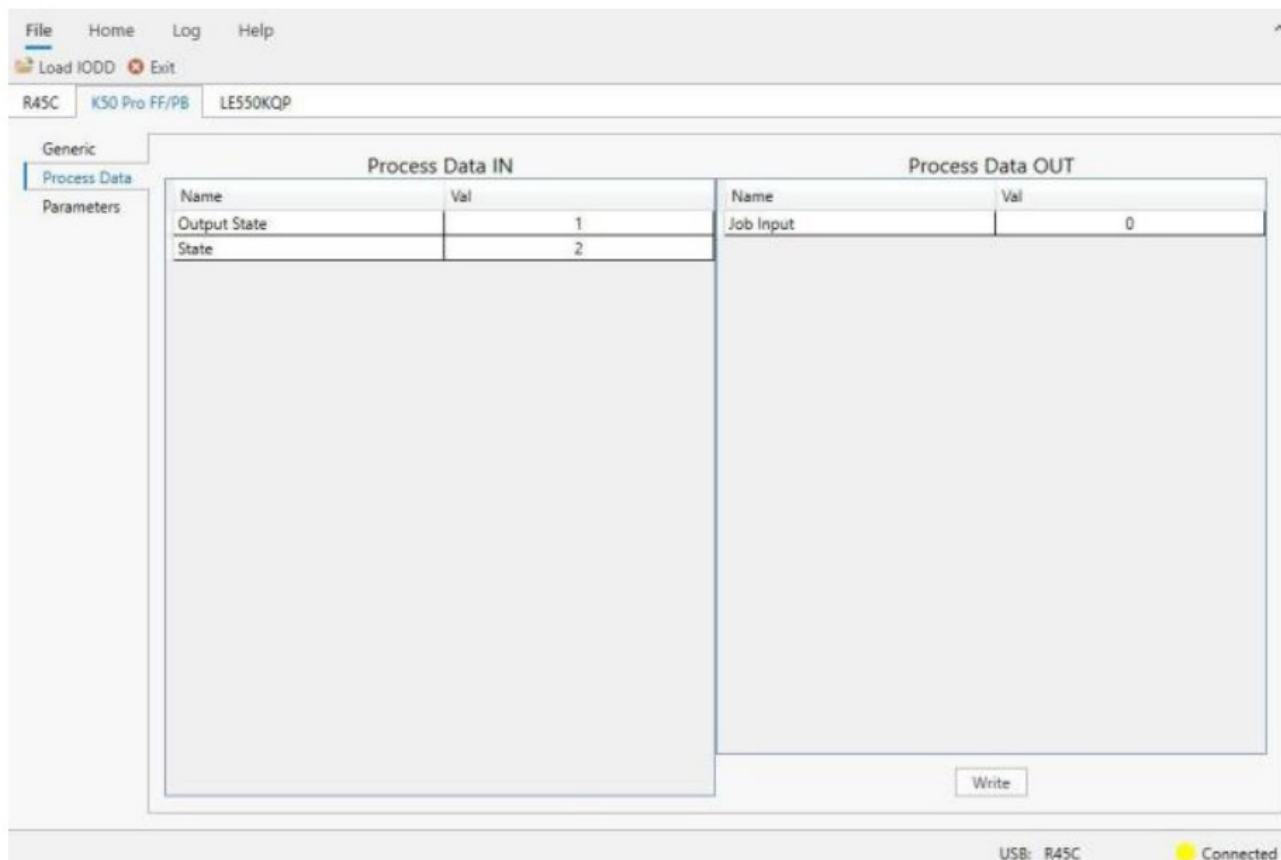 File Home Log Help
Load IODD Exit
R45C K50 Pro FF/PB LE550KQP
Generic
Process Data
Parameters
Process Data IN
Name Val
Output State 1
State 2
Process Data OUT
Name Val
Job Input 0
Write
USB: R45C Connected